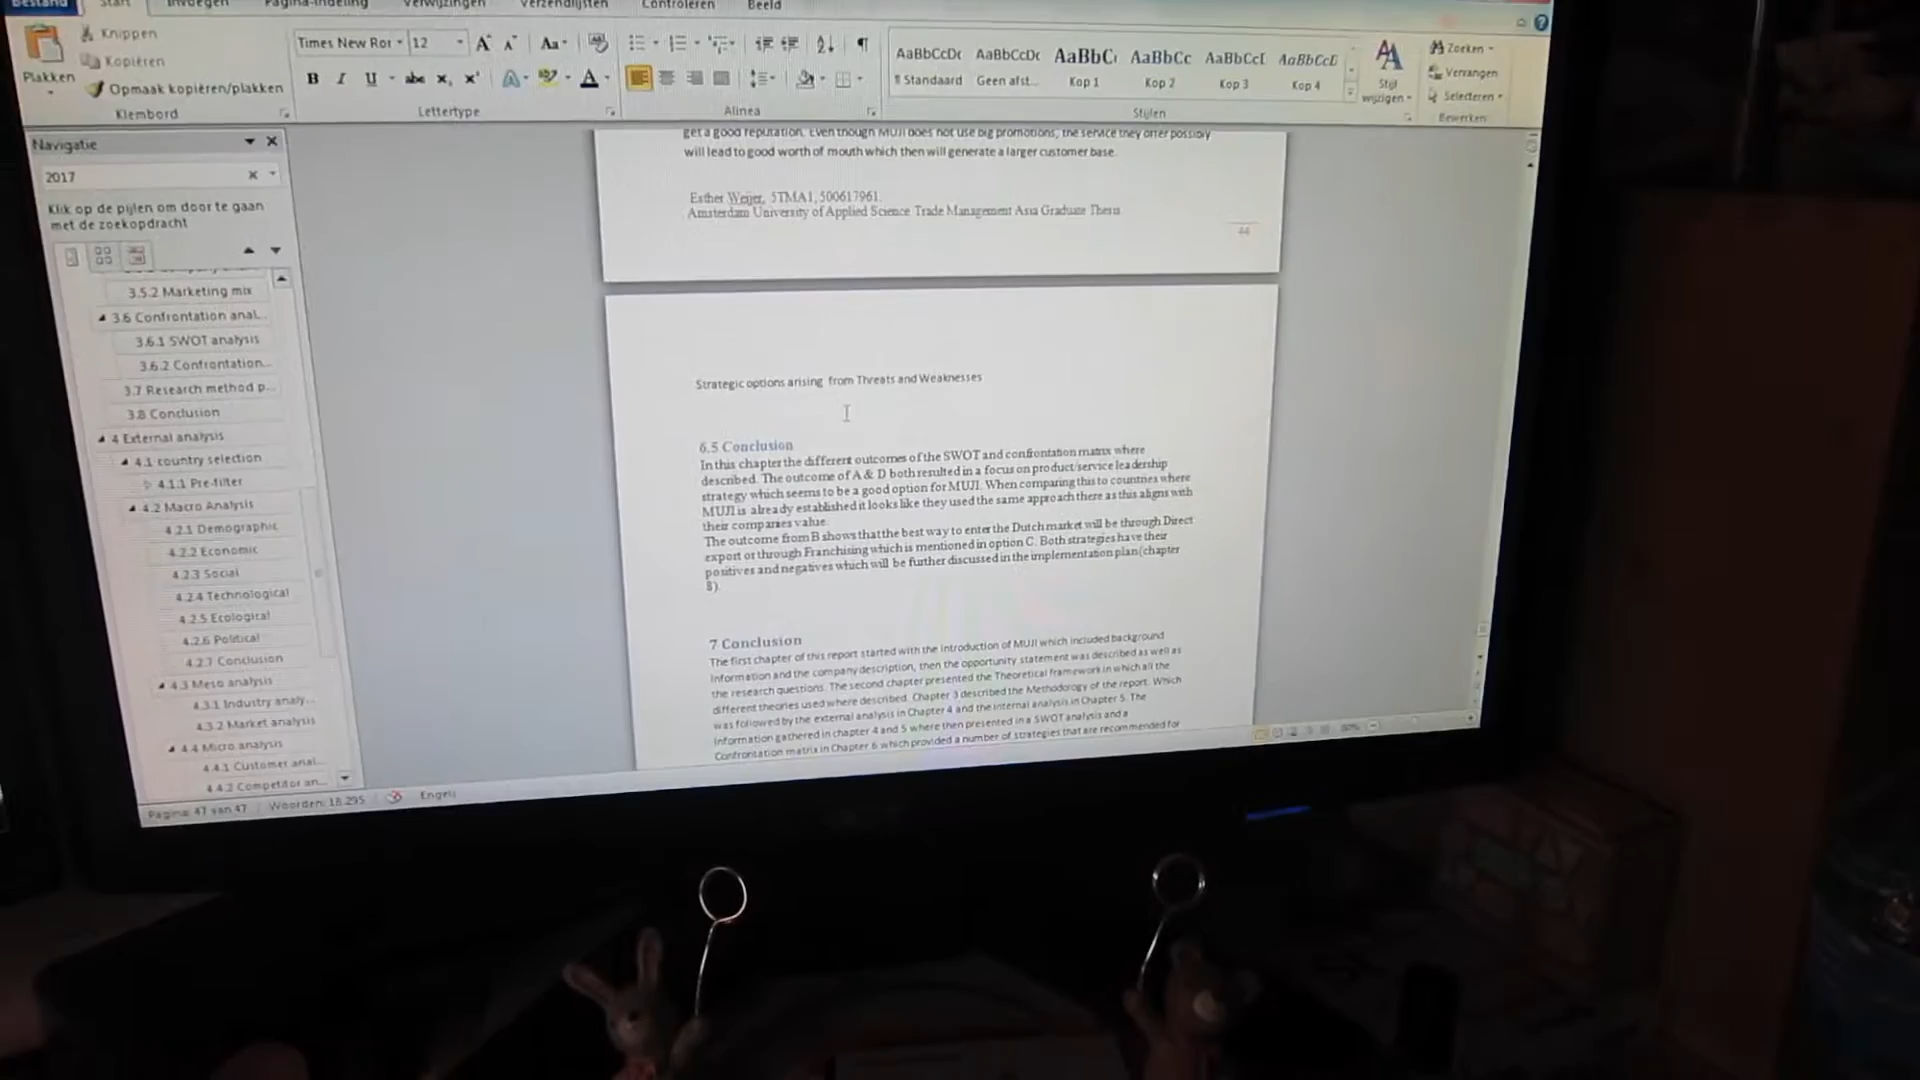 Bestand Start Invoegen Pagina-indeling Verwijzingen Verzendlijsten Controleren Beeld
Plakken
Knippen
Kopiëren
Opmaak kopiëren/plakken
Klembord
Times New Ror 12
Lettertype
Alinea
AaBbCcDc AaBbCcDc AaBbC AaBbCc AaBbCcI AaBbCcD
¶ Standaard Geen afst... Kop 1 Kop 2 Kop 3 Kop 4
Stijlen
Stijl
wijzigen
Zoeken
Vervangen
Selecteren
Bewerken
Navigatie
2017
Klik op de pijlen om door te gaan
met de zoekopdracht
3.5.2 Marketing mix
3.6 Confrontation anal...
3.6.1 SWOT analysis
3.6.2 Confrontation...
3.7 Research method p...
3.8 Conclusion
4 External analysis
4.1 country selection
4.1.1 Pre-filter
4.2 Macro Analysis
4.2.1 Demographic
4.2.2 Economic
4.2.3 Social
4.2.4 Technological
4.2.5 Ecological
4.2.6 Political
4.2.7 Conclusion
4.3 Meso analysis
4.3.1 Industry analy...
4.3.2 Market analysis
4.4 Micro analysis
4.4.1 Customer anal...
4.4.2 Competitor an...
get a good reputation. Even though MUJI does not use big promotions, the service they offer possibly
will lead to good worth of mouth which then will generate a larger customer base.
Esther Weijer, 5TMA1, 500617961.
Amsterdam University of Applied Science Trade Management Asia Graduate Thesis
44
Strategic options arising from Threats and Weaknesses
6.5 Conclusion
In this chapter the different outcomes of the SWOT and confrontation matrix where
described. The outcome of A & D both resulted in a focus on product/service leadership
strategy which seems to be a good option for MUJI. When comparing this to countries where
MUJI is already established it looks like they used the same approach there as this aligns with
their companies value.
The outcome from B shows that the best way to enter the Dutch market will be through Direct
export or through Franchising which is mentioned in option C. Both strategies have their
positives and negatives which will be further discussed in the implementation plan (chapter
8).
7 Conclusion
The first chapter of this report started with the introduction of MUJI which included background
information and the company description, then the opportunity statement was described as well as
the research questions. The second chapter presented the Theoretical framework in which all the
different theories used where described. Chapter 3 described the Methodology of the report. Which
was followed by the external analysis in Chapter 4 and the internal analysis in Chapter 5. The
information gathered in chapter 4 and 5 where then presented in a SWOT analysis and a
Confrontation matrix in Chapter 6 which provided a number of strategies that are recommended for
Pagina: 47 van 47 Woorden: 18.295 Engels